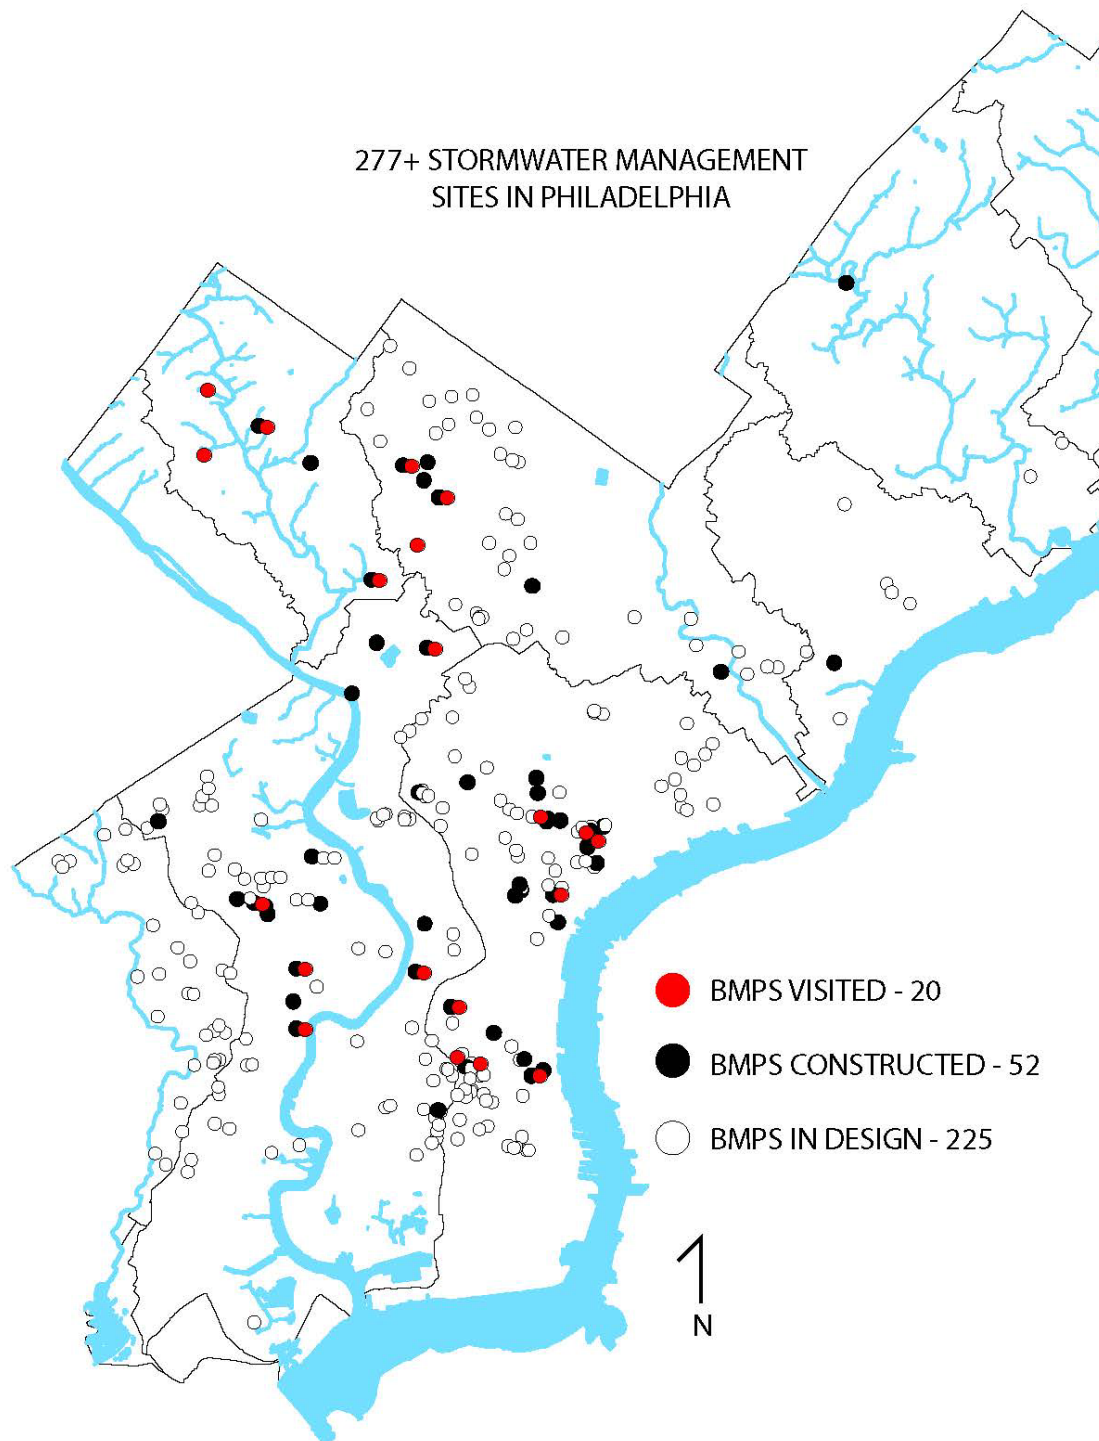 277+ STORMWATER MANAGEMENT
SITES IN PHILADELPHIA
BMPS VISITED - 20
BMPS CONSTRUCTED - 52
BMPS IN DESIGN - 225
N